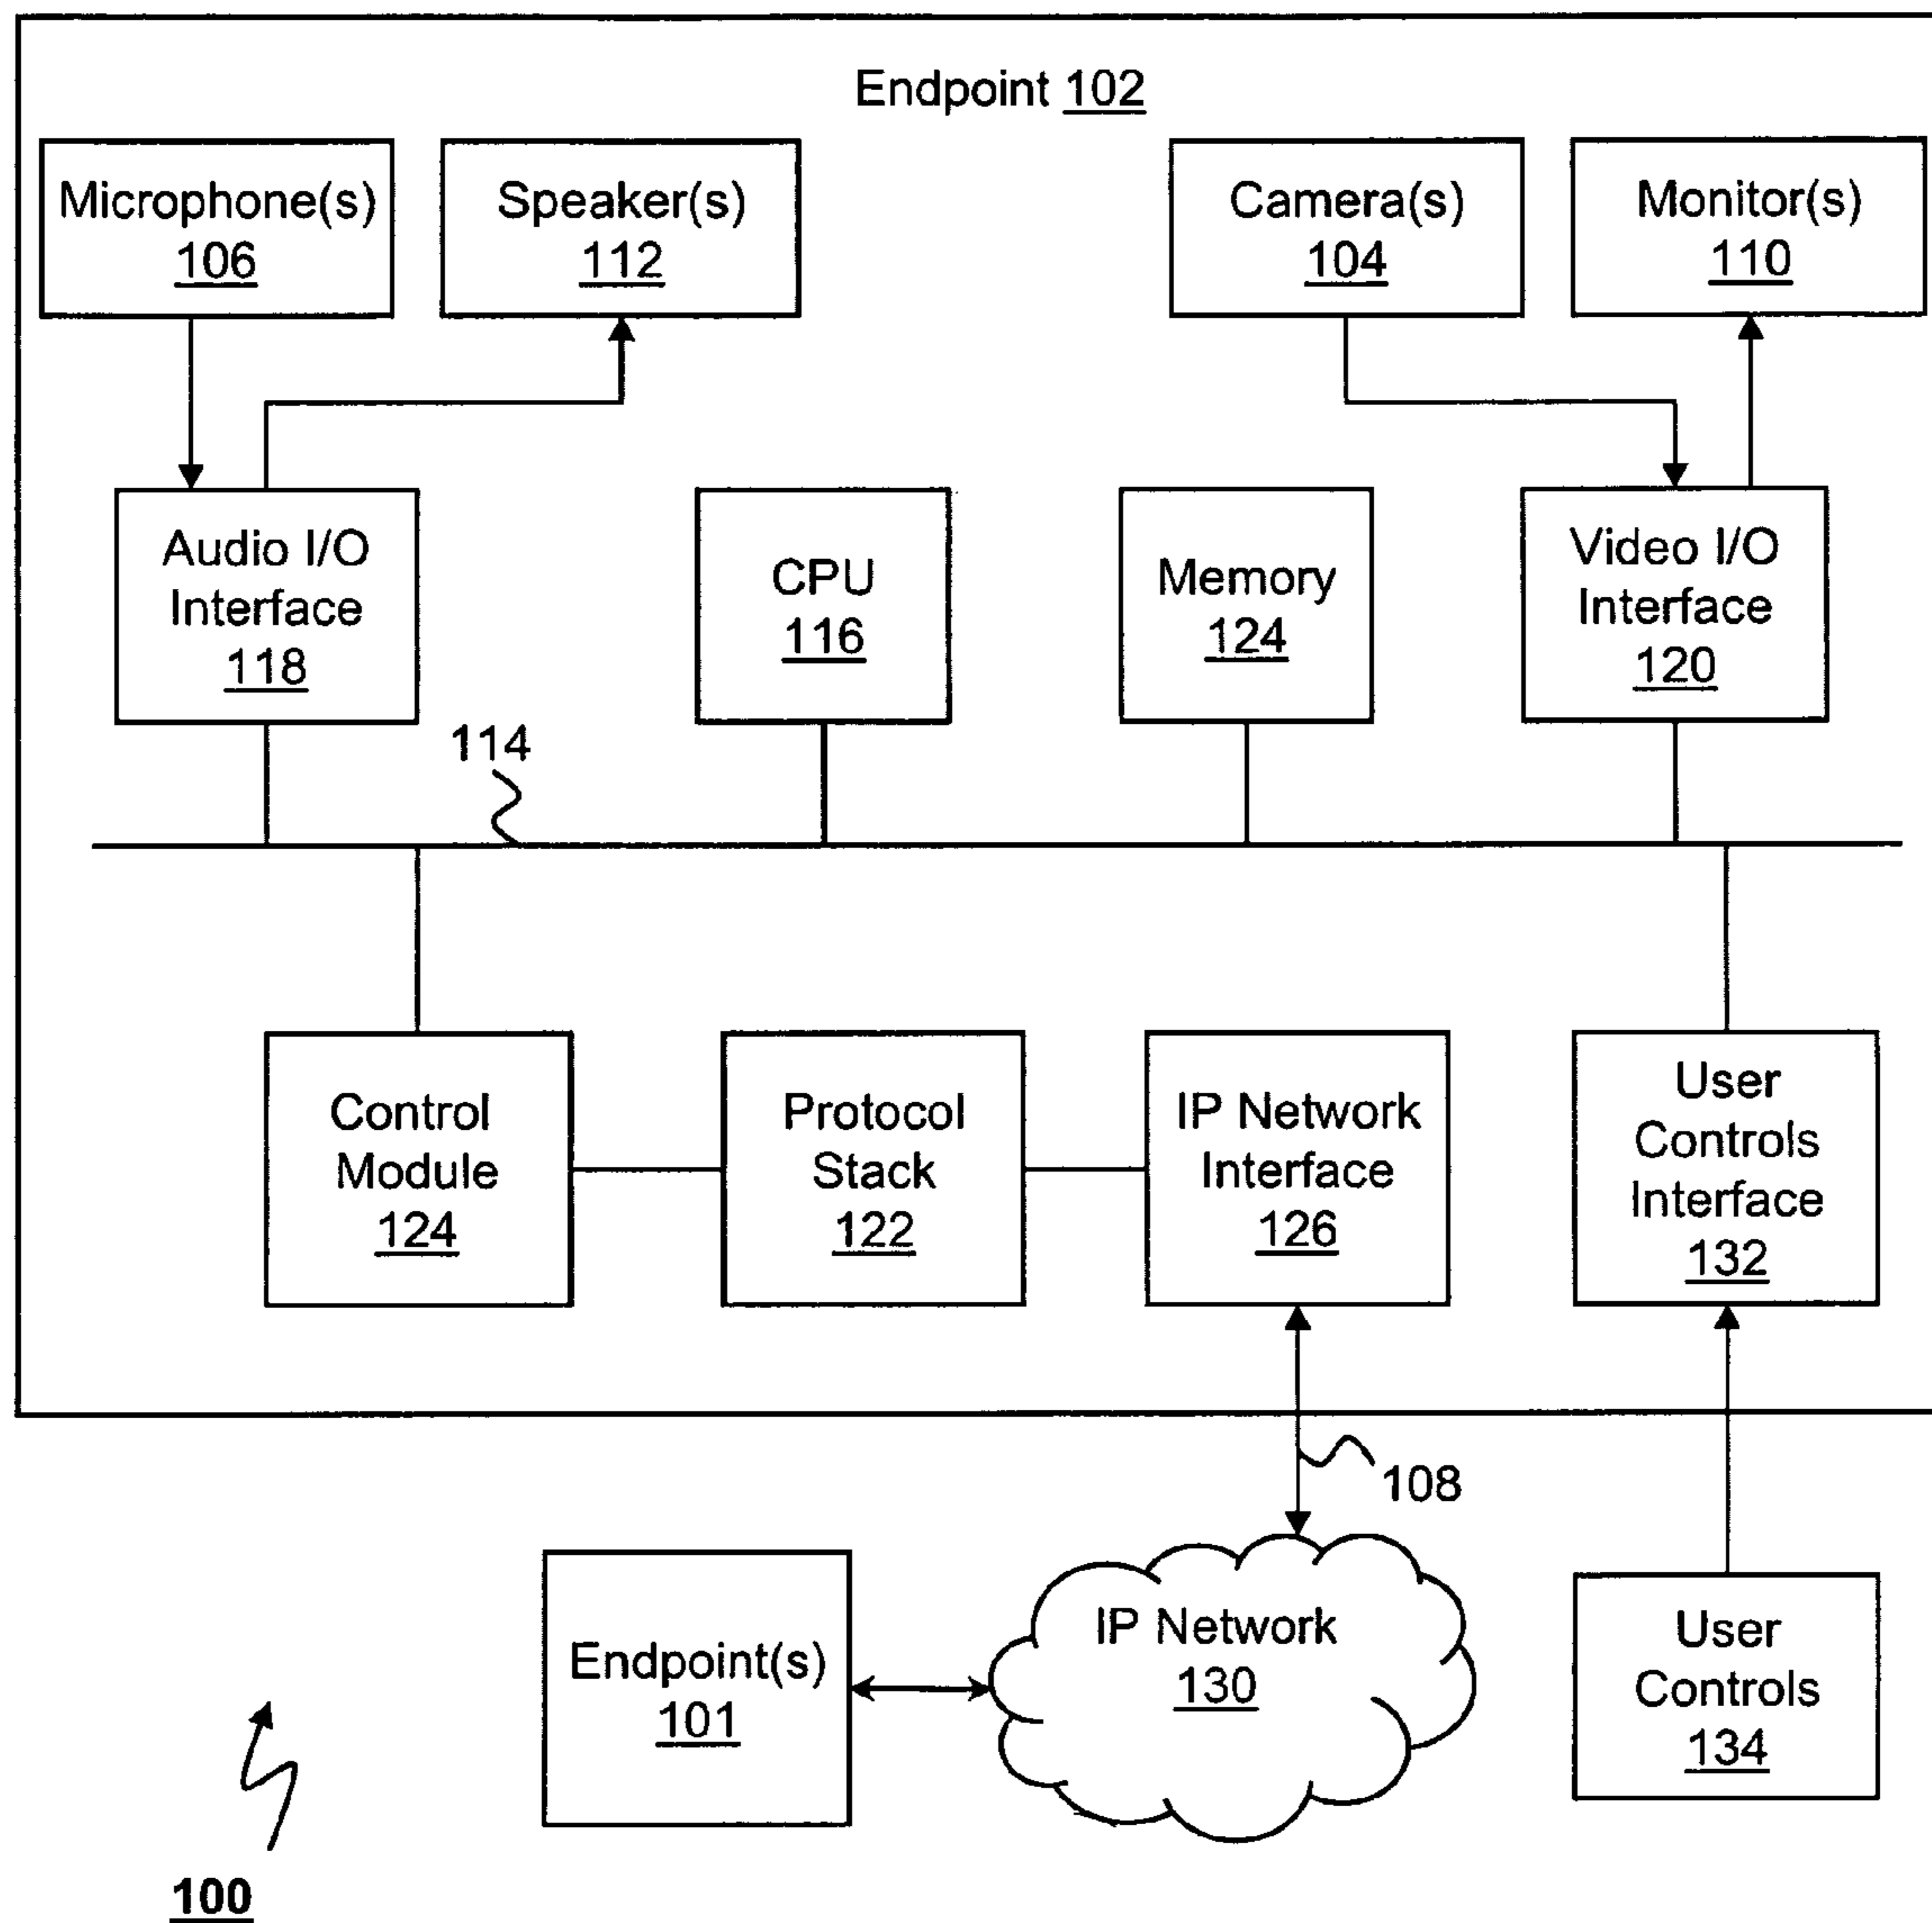 Endpoint 102
Microphone(s)
106
Speaker(s)
112
Camera(s)
104
Monitor(s)
110
Audio I/O
Interface
118
CPU
116
Memory
124
Video I/O
Interface
120
114
Control
Module
124
Protocol
Stack
122
IP Network
Interface
126
User
Controls
Interface
132
108
Endpoint(s)
101
IP Network
130
User
Controls
134
100